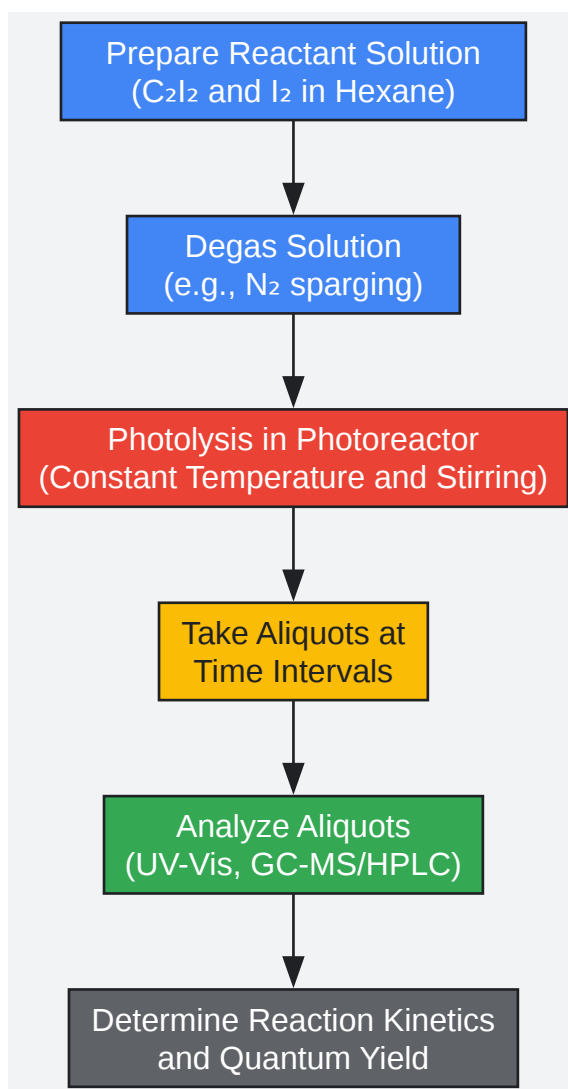 Prepare Reactant Solution
(C₂I₂ and I₂ in Hexane)
Degas Solution
(e.g., N₂ sparging)
Photolysis in Photoreactor
(Constant Temperature and Stirring)
Take Aliquots at
Time Intervals
Analyze Aliquots
(UV-Vis, GC-MS/HPLC)
Determine Reaction Kinetics
and Quantum Yield